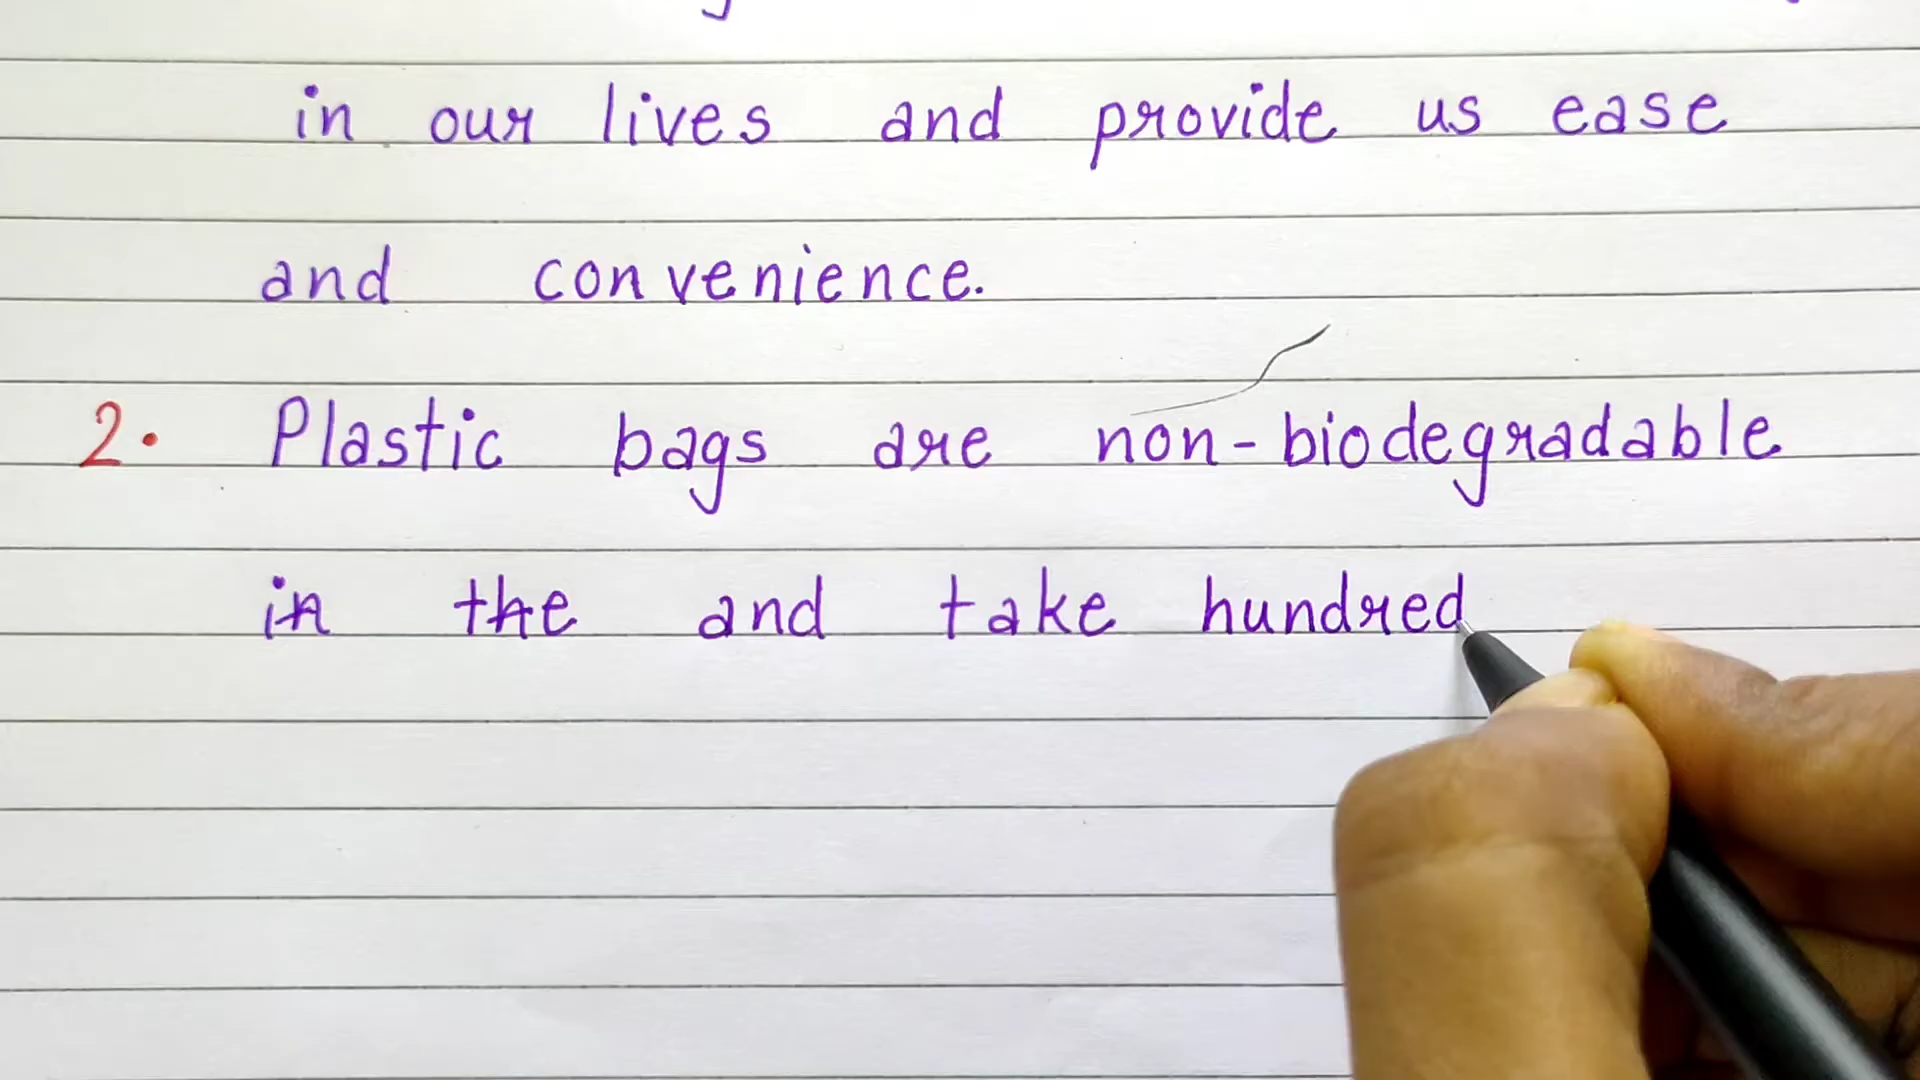 in our lives and provide us ease
and convenience.
2. Plastic bags are non-biodegradable
in the and take hundred